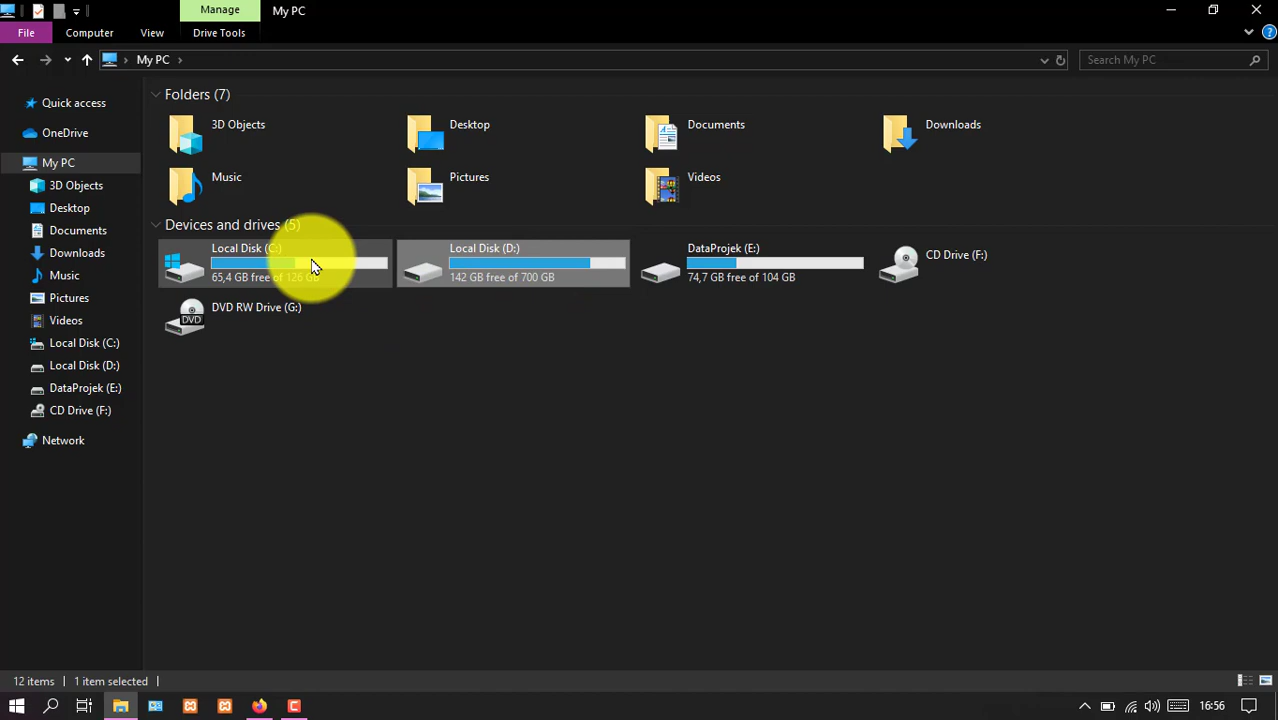 Manage
My PC
File
Computer
View
Drive Tools
My PC
Search My PC
Quick access
OneDrive
My PC
3D Objects
Desktop
Documents
Downloads
Music
Pictures
Videos
Local Disk (C:)
Local Disk (D:)
DataProjek (E:)
CD Drive (F:)
Network
Folders (7)
3D Objects
Desktop
Documents
Downloads
Music
Pictures
Videos
Devices and drives (5)
Local Disk (C:)
65,4 GB free of 126 GB
Local Disk (D:)
142 GB free of 700 GB
DataProjek (E:)
74,7 GB free of 104 GB
CD Drive (F:)
DVD
DVD RW Drive (G:)
12 items
1 item selected
16:56